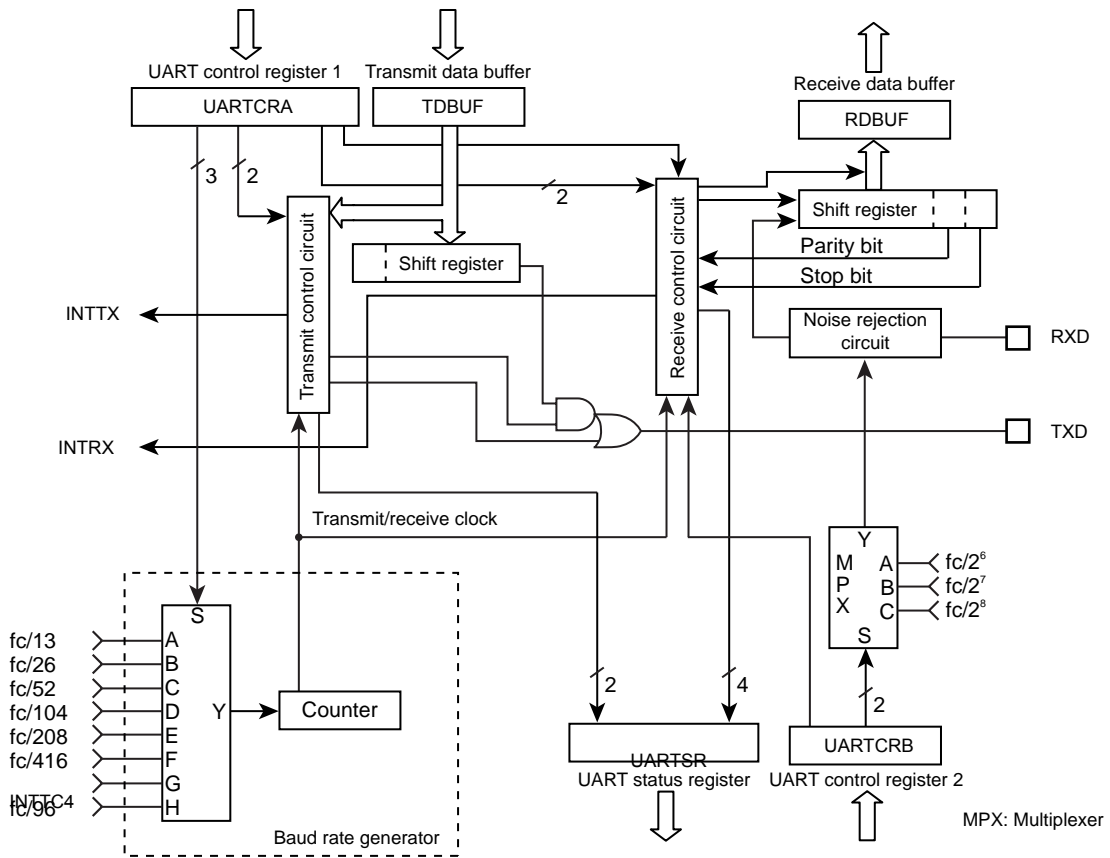 UART control register 1
Transmit data buffer
Receive data buffer
UARTCRA
TDBUF
RDBUF
3
2
2
Transmit control circuit
Receive control circuit
Shift register
Shift register
Parity bit
Stop bit
INTTX
Noise rejection
circuit
RXD
INTRX
TXD
Transmit/receive clock
Y
M
P
X
A
B
C
S
fc/2⁶
fc/2⁷
fc/2⁸
S
fc/13
fc/26
fc/52
fc/104
fc/208
fc/416
INTTC4
fc/96
A
B
C
D
E
F
G
H
Y
Counter
2
4
2
UARTSR
UART status register
UARTCRB
UART control register 2
Baud rate generator
MPX: Multiplexer